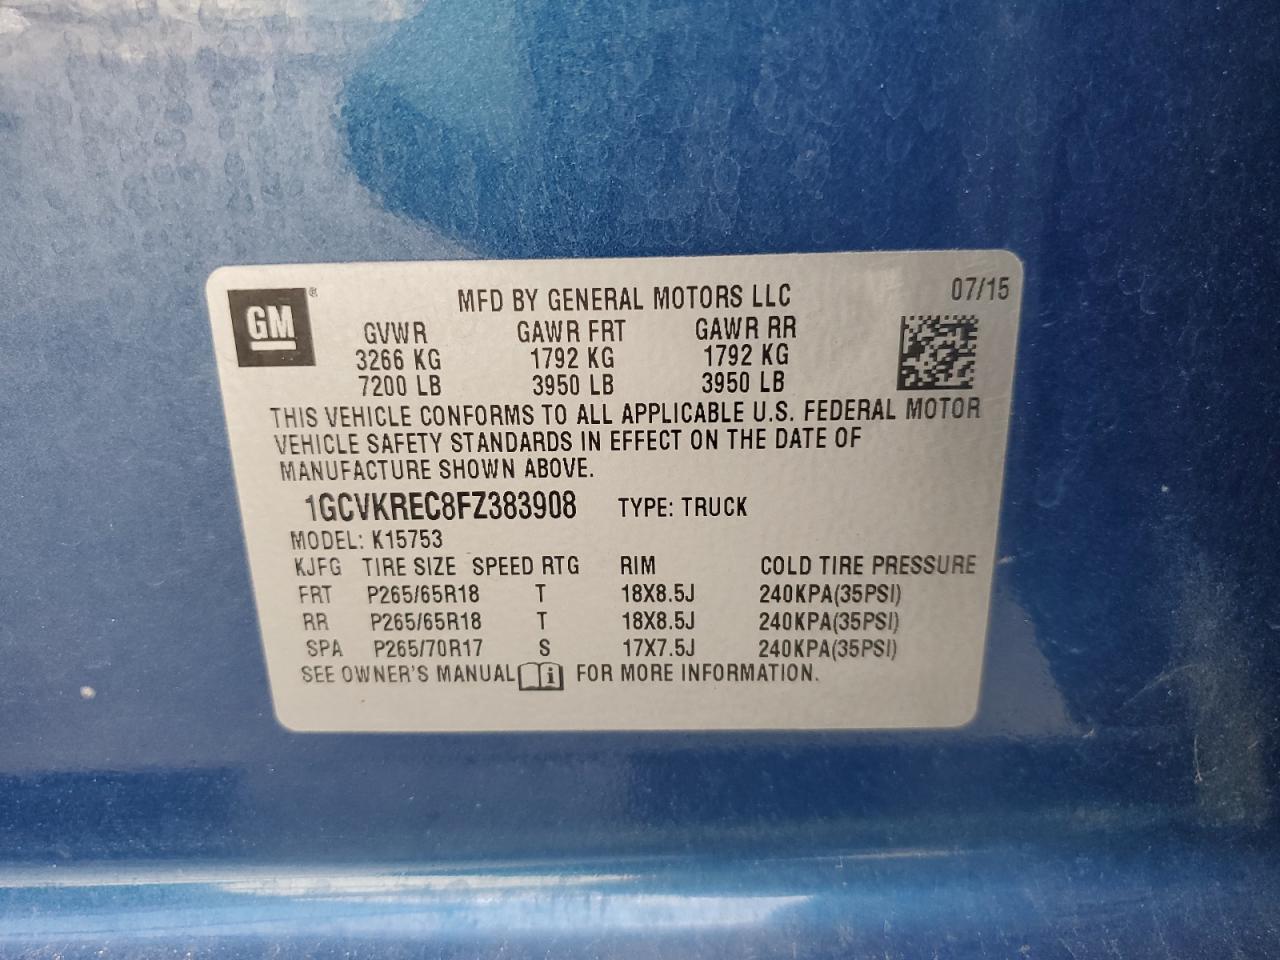 GM ®
MFD BY GENERAL MOTORS LLC 07/15
GVWR GAWR FRT GAWR RR
3266 KG 1792 KG 1792 KG
7200 LB 3950 LB 3950 LB
THIS VEHICLE CONFORMS TO ALL APPLICABLE U.S. FEDERAL MOTOR
VEHICLE SAFETY STANDARDS IN EFFECT ON THE DATE OF
MANUFACTURE SHOWN ABOVE.
1GCVKREC8FZ383908 TYPE: TRUCK
MODEL: K15753
KJFG TIRE SIZE SPEED RTG RIM COLD TIRE PRESSURE
FRT P265/65R18 T 18X8.5J 240KPA(35PSI)
RR P265/65R18 T 18X8.5J 240KPA(35PSI)
SPA P265/70R17 S 17X7.5J 240KPA(35PSI)
SEE OWNER'S MANUAL i FOR MORE INFORMATION.